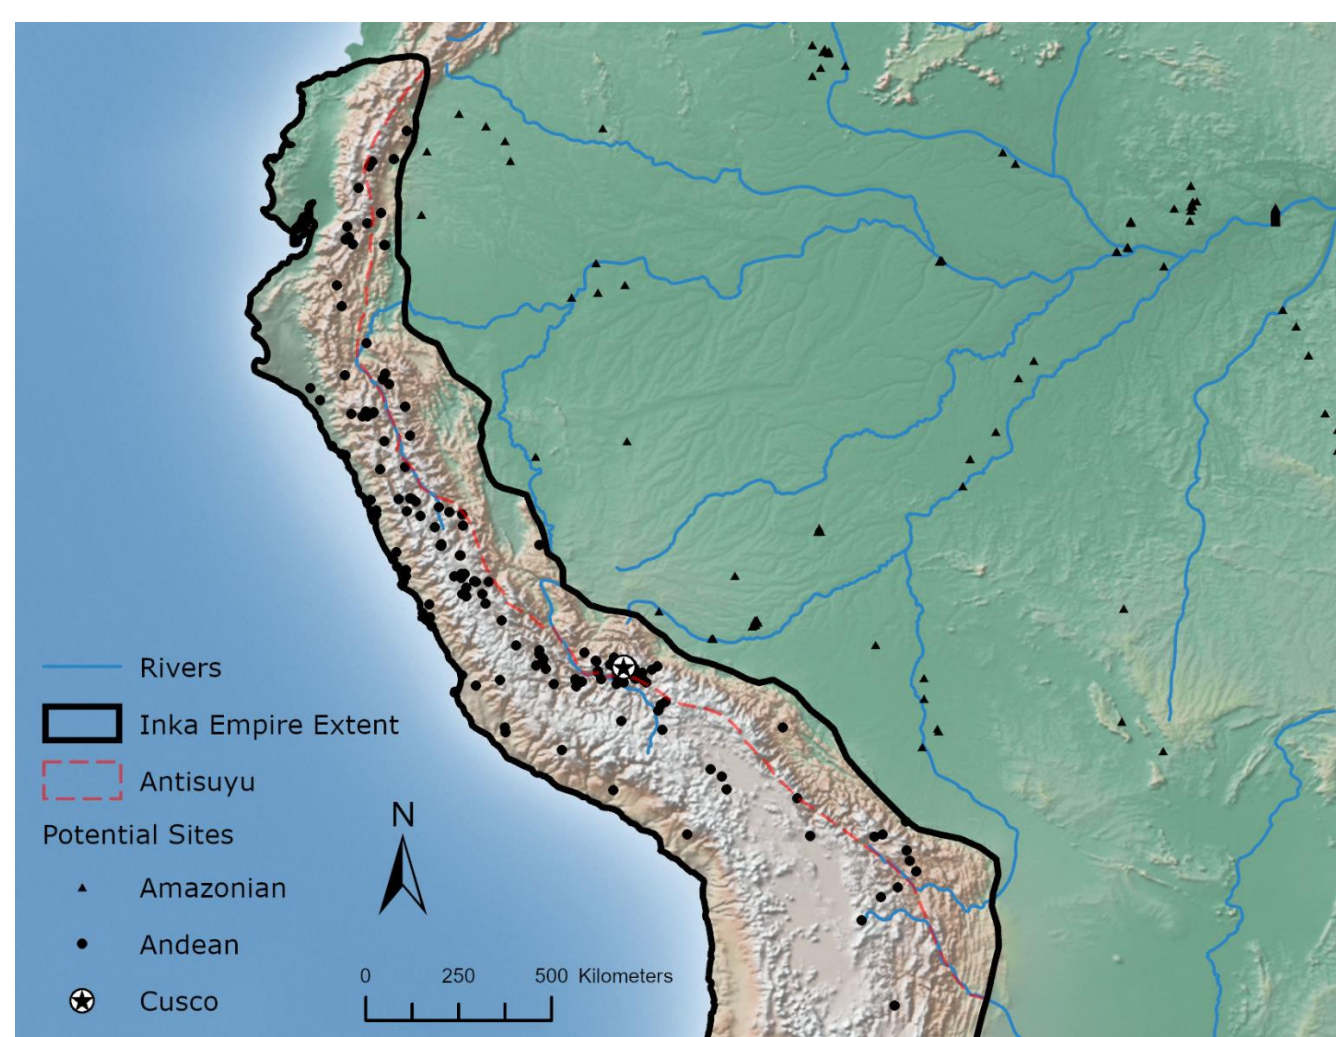 Rivers
Inka Empire Extent
Antisuyu
Potential Sites
Amazonian
Andean
Cusco
N
0 250 500 Kilometers